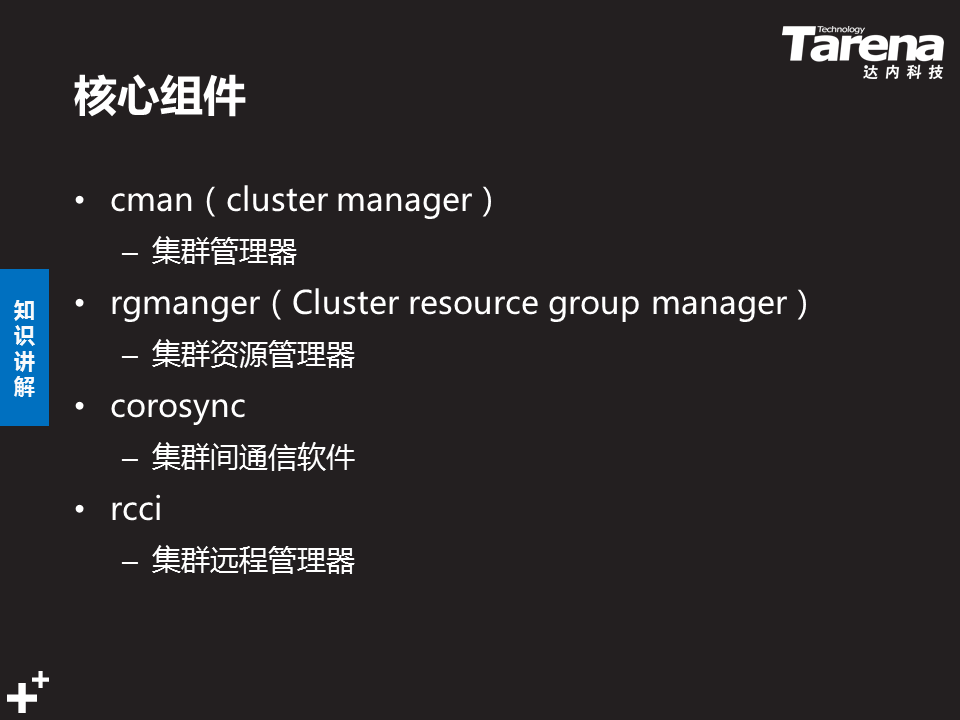 Technology
Tarena
达内科技
核心组件
• cman（cluster manager）
– 集群管理器
• rgmanger（Cluster resource group manager）
– 集群资源管理器
• corosync
– 集群间通信软件
• rcci
– 集群远程管理器
知识讲解